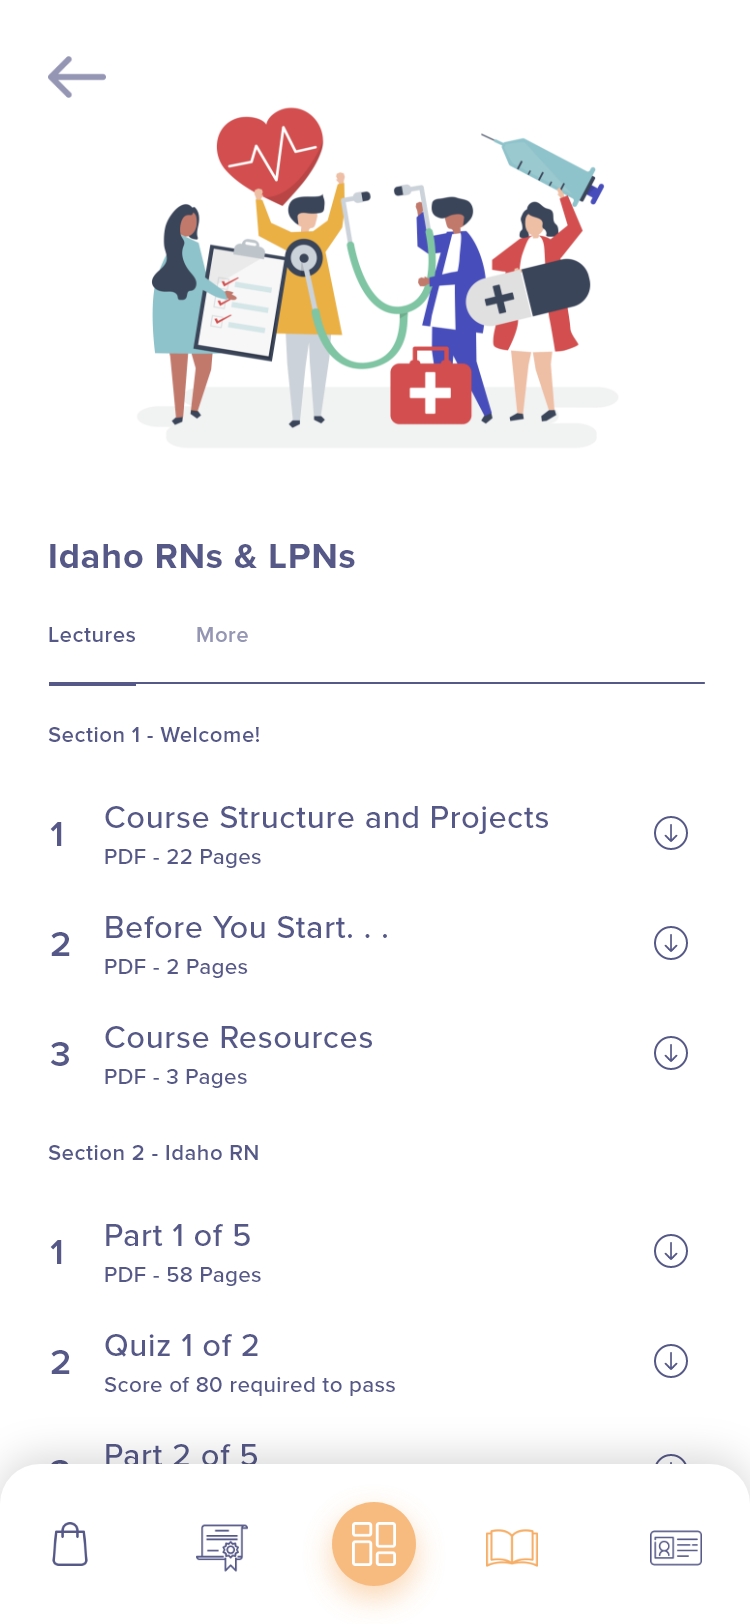 Idaho RNs & LPNs
Lectures
More
Section 1 - Welcome!
1
Course Structure and Projects
PDF - 22 Pages
2
Before You Start. . .
PDF - 2 Pages
3
Course Resources
PDF - 3 Pages
Section 2 - Idaho RN
1
Part 1 of 5
PDF - 58 Pages
2
Quiz 1 of 2
Score of 80 required to pass
Part 2 of 5